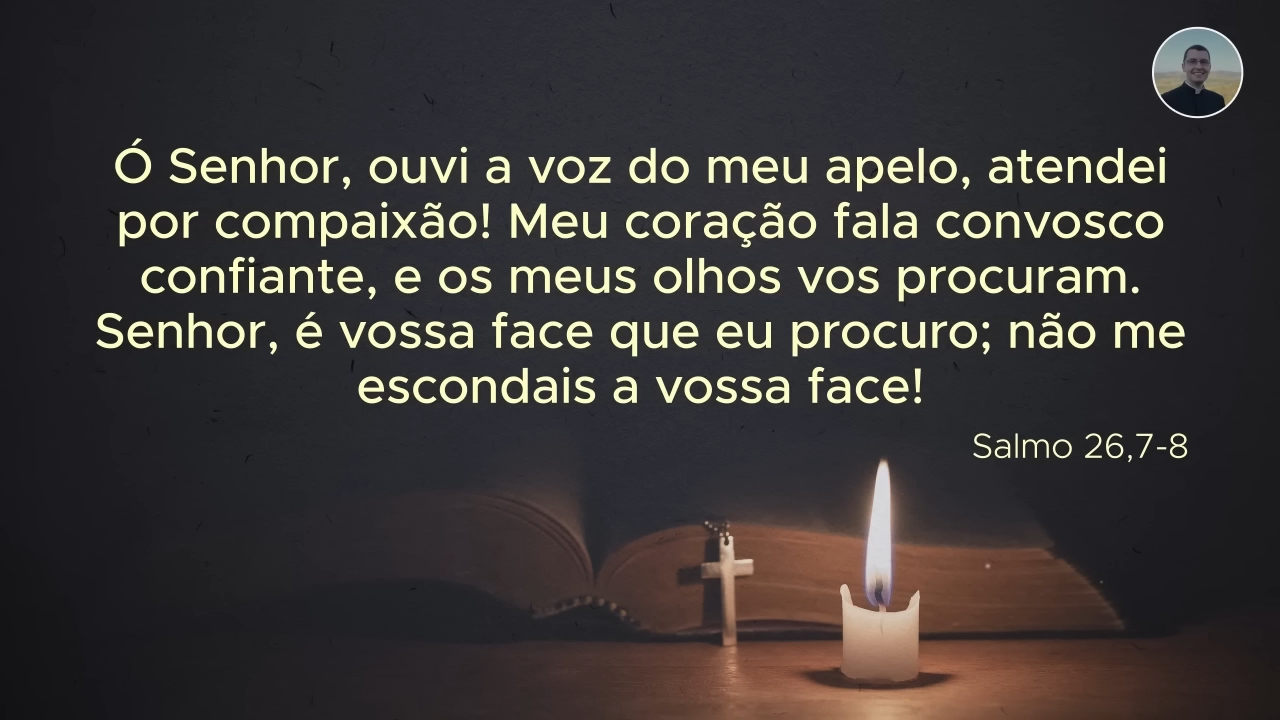 Ó Senhor, ouvi a voz do meu apelo, atendei
por compaixão! Meu coração fala convosco
confiante, e os meus olhos vos procuram.
Senhor, é vossa face que eu procuro; não me
escondais a vossa face!
Salmo 26,7-8